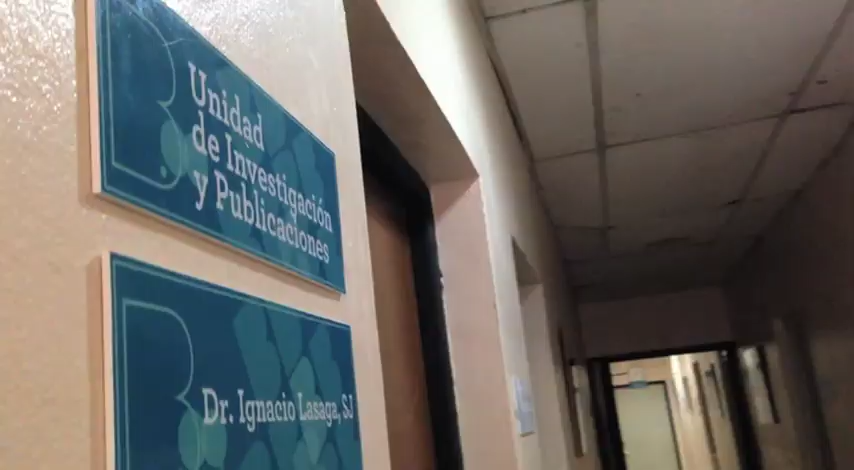 Unidad
de Investigación
y Publicaciones
Dr. Ignacio Lasaga, SJ